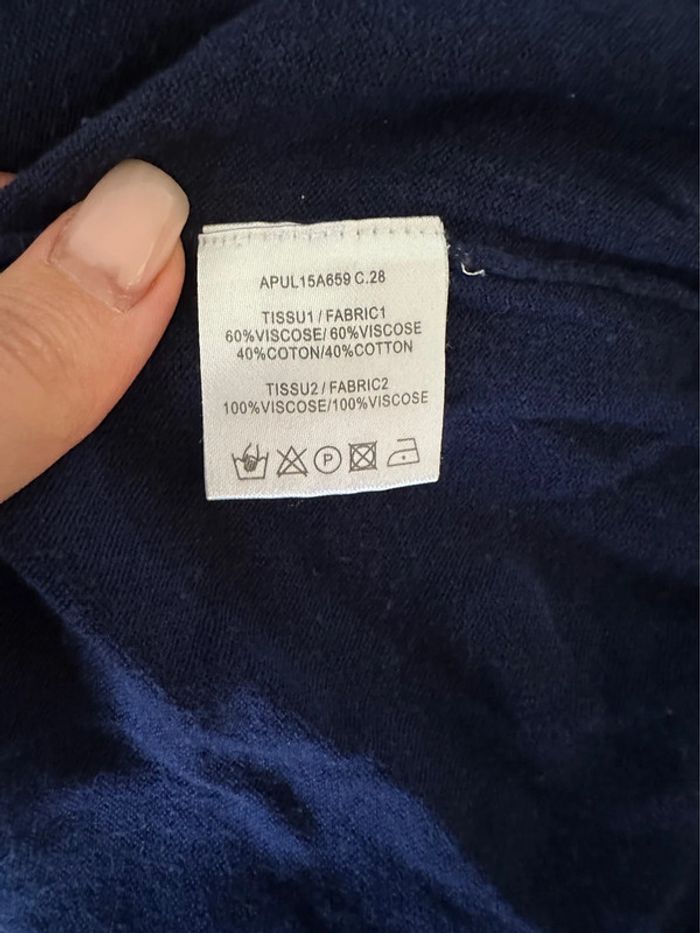 APUL15A659 C.28
TISSU1 / FABRIC1
60%VISCOSE/ 60%VISCOSE
40%COTON/40%COTTON
TISSU2 / FABRIC2
100%VISCOSE/100%VISCOSE
P